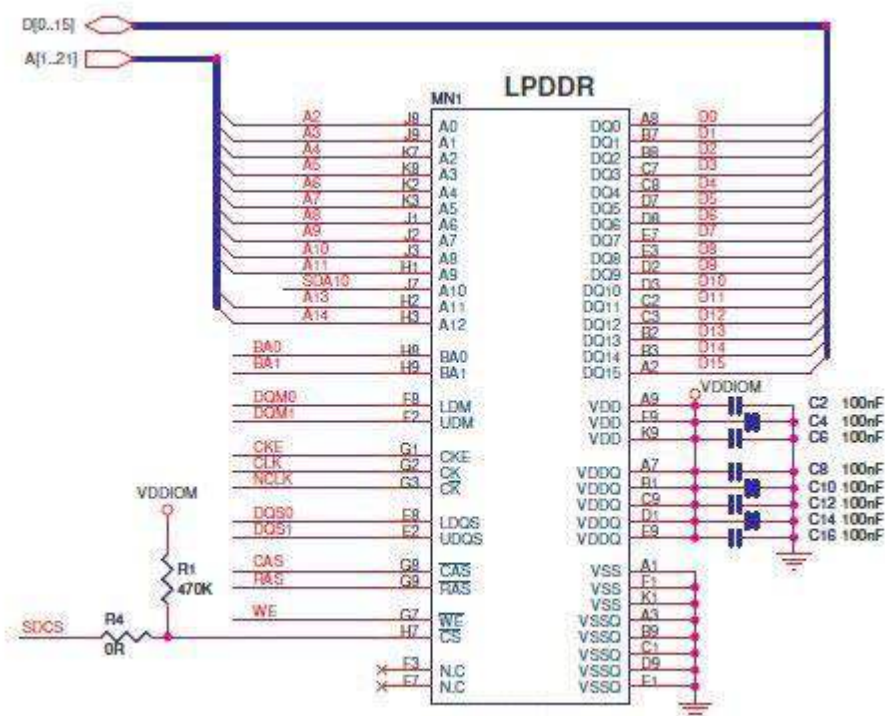 D[0..15]
A[1..21]
LPDDR
MN1
A2 J8 A0 DQ0 A8 D0
A3 J9 A1 DQ1 B7 D1
A4 K7 A2 DQ2 B8 D2
A5 K8 A3 DQ3 C7 D3
A6 K2 A4 DQ4 C8 D4
A7 K3 A5 DQ5 D7 D5
A8 J1 A6 DQ6 D8 D6
A9 J2 A7 DQ7 E7 D7
A10 J3 A8 DQ8 E3 D8
A11 H1 A9 DQ9 D2 D9
SDA10 J7 A10 DQ10 D3 D10
A13 H2 A11 DQ11 C2 D11
A14 H3 A12 DQ12 C3 D12
DQ13 B2 D13
BA0 H8 BA0 DQ14 B3 D14
BA1 H9 BA1 DQ15 A2 D15
VDDIOM
DQM0 F8 LDM VDD A9 C2 100nF
DQM1 F2 UDM VDD F9 C4 100nF
VDD K9 C6 100nF
CKE G1 CKE
CLK G2 CK VDDQ A7 C8 100nF
NCLK G3 CK VDDQ B1 C10 100nF
VDDIOM
VDDQ C9 C12 100nF
DQS0 E8 LDQS VDDQ D1 C14 100nF
DQS1 E2 UDQS VDDQ E9 C16 100nF
CAS G8 CAS VSS A1
RAS G9 RAS VSS F1
R1
470K
VSS K1
WE G7 WE VSSQ A3
SDCS R4 H7 CS VSSQ B9
0R
VSSQ C1
F3 N.C VSSQ D9
F7 N.C VSSQ E1